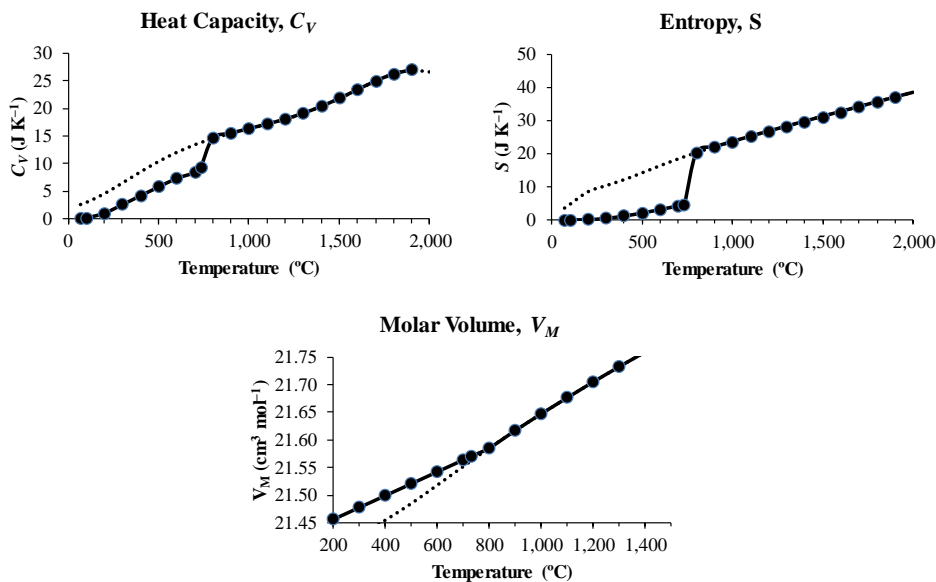 Heat Capacity, C_V
30
25
20
15
10
5
0
C_V (J K⁻¹)
0 500 1,000 1,500 2,000
Temperature (ºC)
Entropy, S
50
40
30
20
10
0
S (J K⁻¹)
0 500 1,000 1,500 2,000
Temperature (ºC)
Molar Volume, V_M
21.75
21.70
21.65
21.60
21.55
21.50
21.45
V_M (cm³ mol⁻¹)
200 400 600 800 1,000 1,200 1,400
Temperature (ºC)